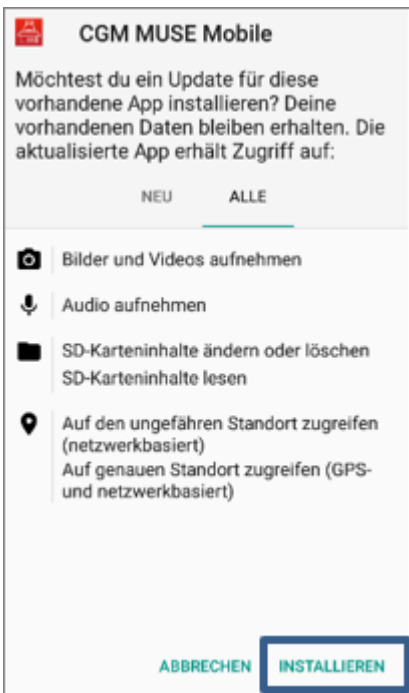 CGM MUSE Mobile
Möchtest du ein Update für diese
vorhandene App installieren? Deine
vorhandenen Daten bleiben erhalten. Die
aktualisierte App erhält Zugriff auf:
NEU ALLE
Bilder und Videos aufnehmen
Audio aufnehmen
SD-Karteninhalte ändern oder löschen
SD-Karteninhalte lesen
Auf den ungefähren Standort zugreifen
(netzwerkbasiert)
Auf genauen Standort zugreifen (GPS-
und netzwerkbasiert)
ABBRECHEN INSTALLIEREN